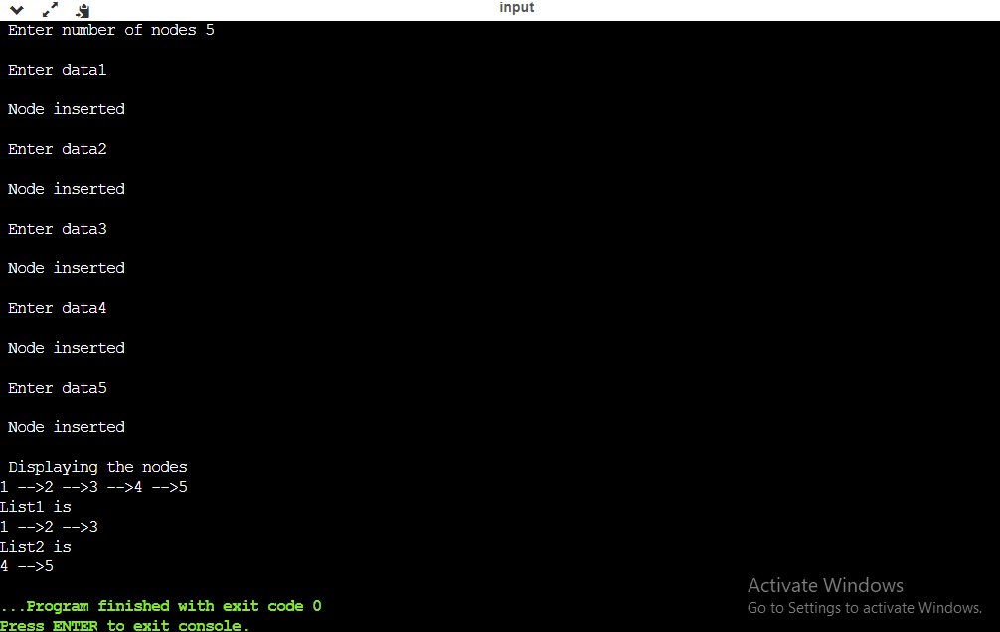 input
Enter number of nodes 5
Enter data1
Node inserted
Enter data2
Node inserted
Enter data3
Node inserted
Enter data4
Node inserted
Enter data5
Node inserted
Displaying the nodes
1 -->2 -->3 -->4 -->5
List1 is
1 -->2 -->3
List2 is
4 -->5
Activate Windows
Go to Settings to activate Windows.
...Program finished with exit code 0
Press ENTER to exit console.